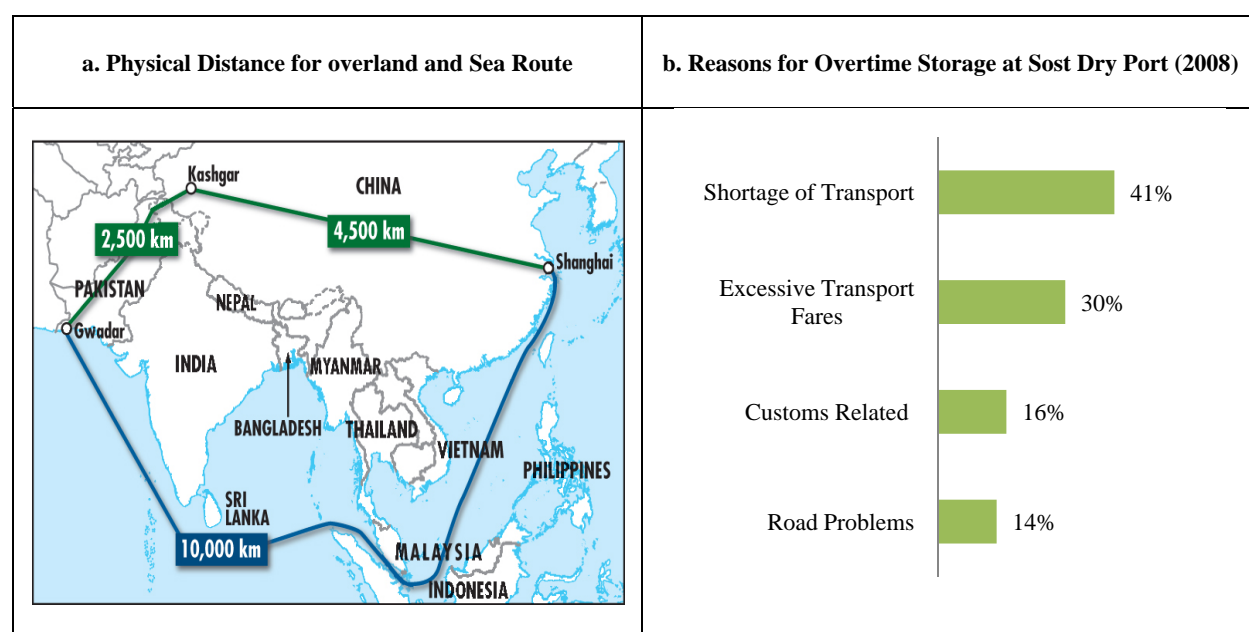 a. Physical Distance for overland and Sea Route
b. Reasons for Overtime Storage at Sost Dry Port (2008)
Kashgar
CHINA
4,500 km
2,500 km
Shanghai
PAKISTAN
NEPAL
Gwadar
INDIA
MYANMAR
BANGLADESH
THAILAND
VIETNAM
PHILIPPINES
SRI
LANKA
10,000 km
MALAYSIA
INDONESIA
Shortage of Transport
41%
Excessive Transport
Fares
30%
Customs Related
16%
Road Problems
14%